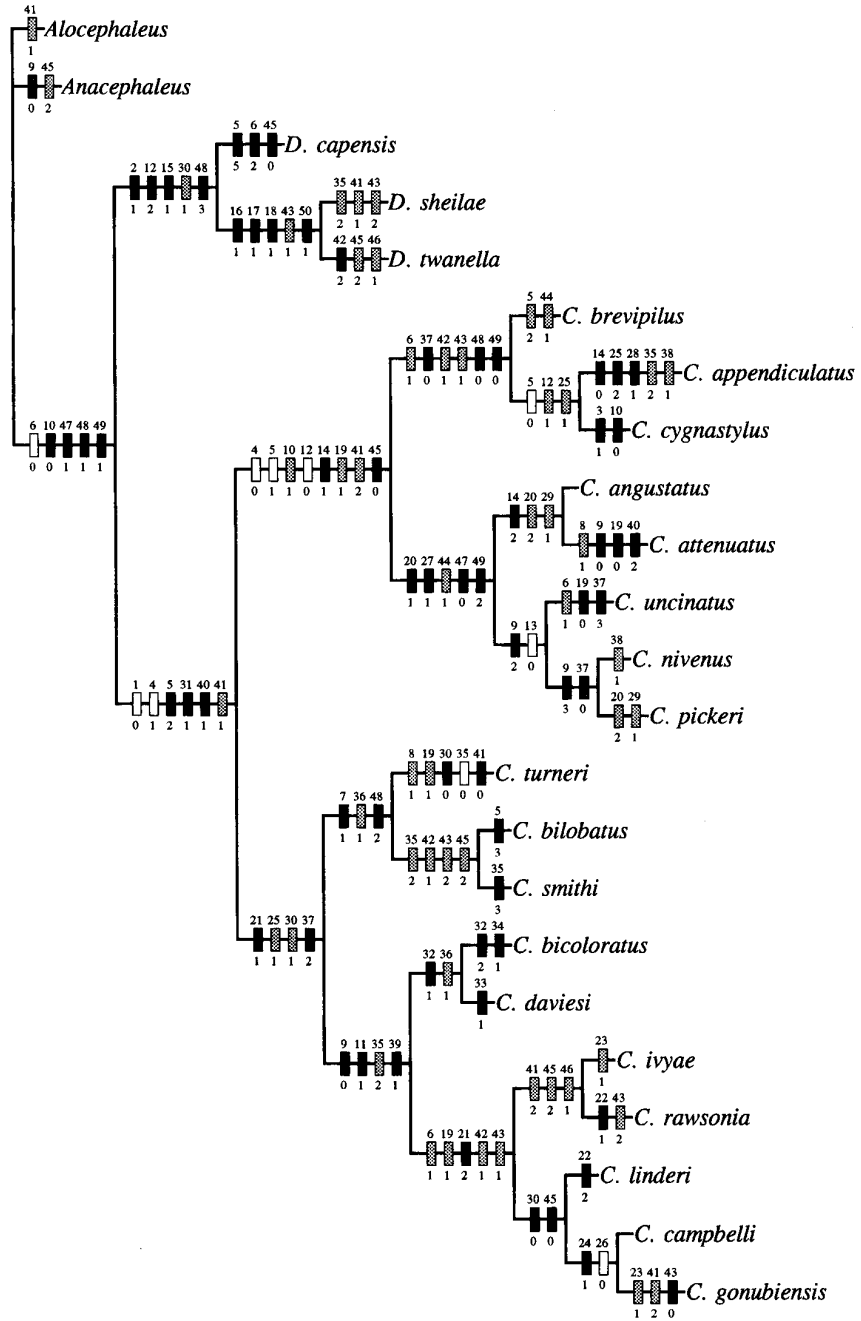 41
Alocephaleus
1
9 45
Anacephaleus
0 2
5 6 45
D. capensis
5 2 0
2 12 15 30 48
1 2 1 1 3
35 41 43
D. sheilae
2 1 2
16 17 18 43 50
1 1 1 1 1
42 45 46
D. twanella
2 2 1
5 44
C. brevipilus
2 1
6 37 42 43 48 49
1 0 1 1 0 0
14 25 28 35 38
C. appendiculatus
0 2 1 2 1
5 12 25
0 1 1
3 10
C. cygnastylus
1 0
6 10 47 48 49
0 0 1 1 1
4 5 10 12 14 19 41 45
0 1 1 0 1 1 2 0
C. angustatus
14 20 29
2 2 1
8 9 19 40
C. attenuatus
1 0 0 2
20 27 44 47 49
1 1 1 0 2
6 19 37
C. uncinatus
1 0 3
9 13
2 0
38
C. nivenus
1
9 37
3 0
20 29
C. pickeri
2 1
1 4 5 31 40 41
0 1 2 1 1 1
8 19 30 35 41
C. turneri
1 1 0 0 0
7 36 48
1 1 2
5
C. bilobatus
3
35 42 43 45
2 1 2 2
35
C. smithi
3
21 25 30 37
1 1 1 2
32 34
C. bicoloratus
2 1
32 36
1 1
33
C. daviesi
1
9 11 35 39
0 1 2 1
23
C. ivyae
1
41 45 46
2 2 1
22 43
C. rawsonia
1 2
6 19 21 42 43
1 1 2 1 1
22
C. linderi
2
30 45
0 0
C. campbelli
24 26
1 0
23 41 43
C. gonubiensis
1 2 0